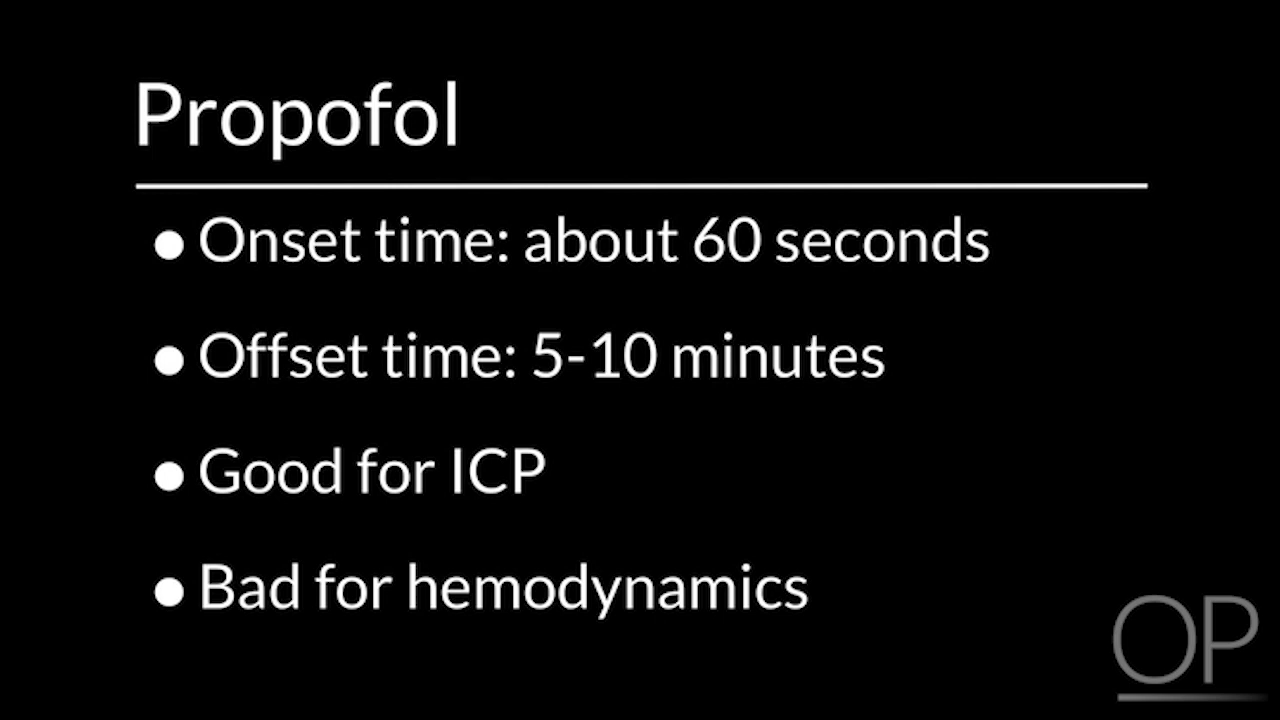 Propofol
● Onset time: about 60 seconds
● Offset time: 5-10 minutes
● Good for ICP
● Bad for hemodynamics
OP